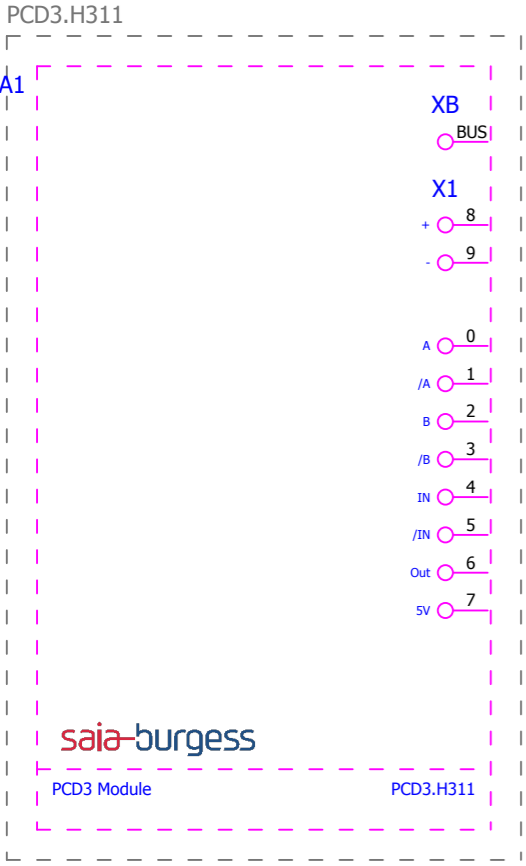 PCD3.H311
A1
XB
BUS
X1
+ 8
- 9
A 0
/A 1
B 2
/B 3
IN 4
/IN 5
Out 6
5V 7
saia-burgess
PCD3 Module PCD3.H311